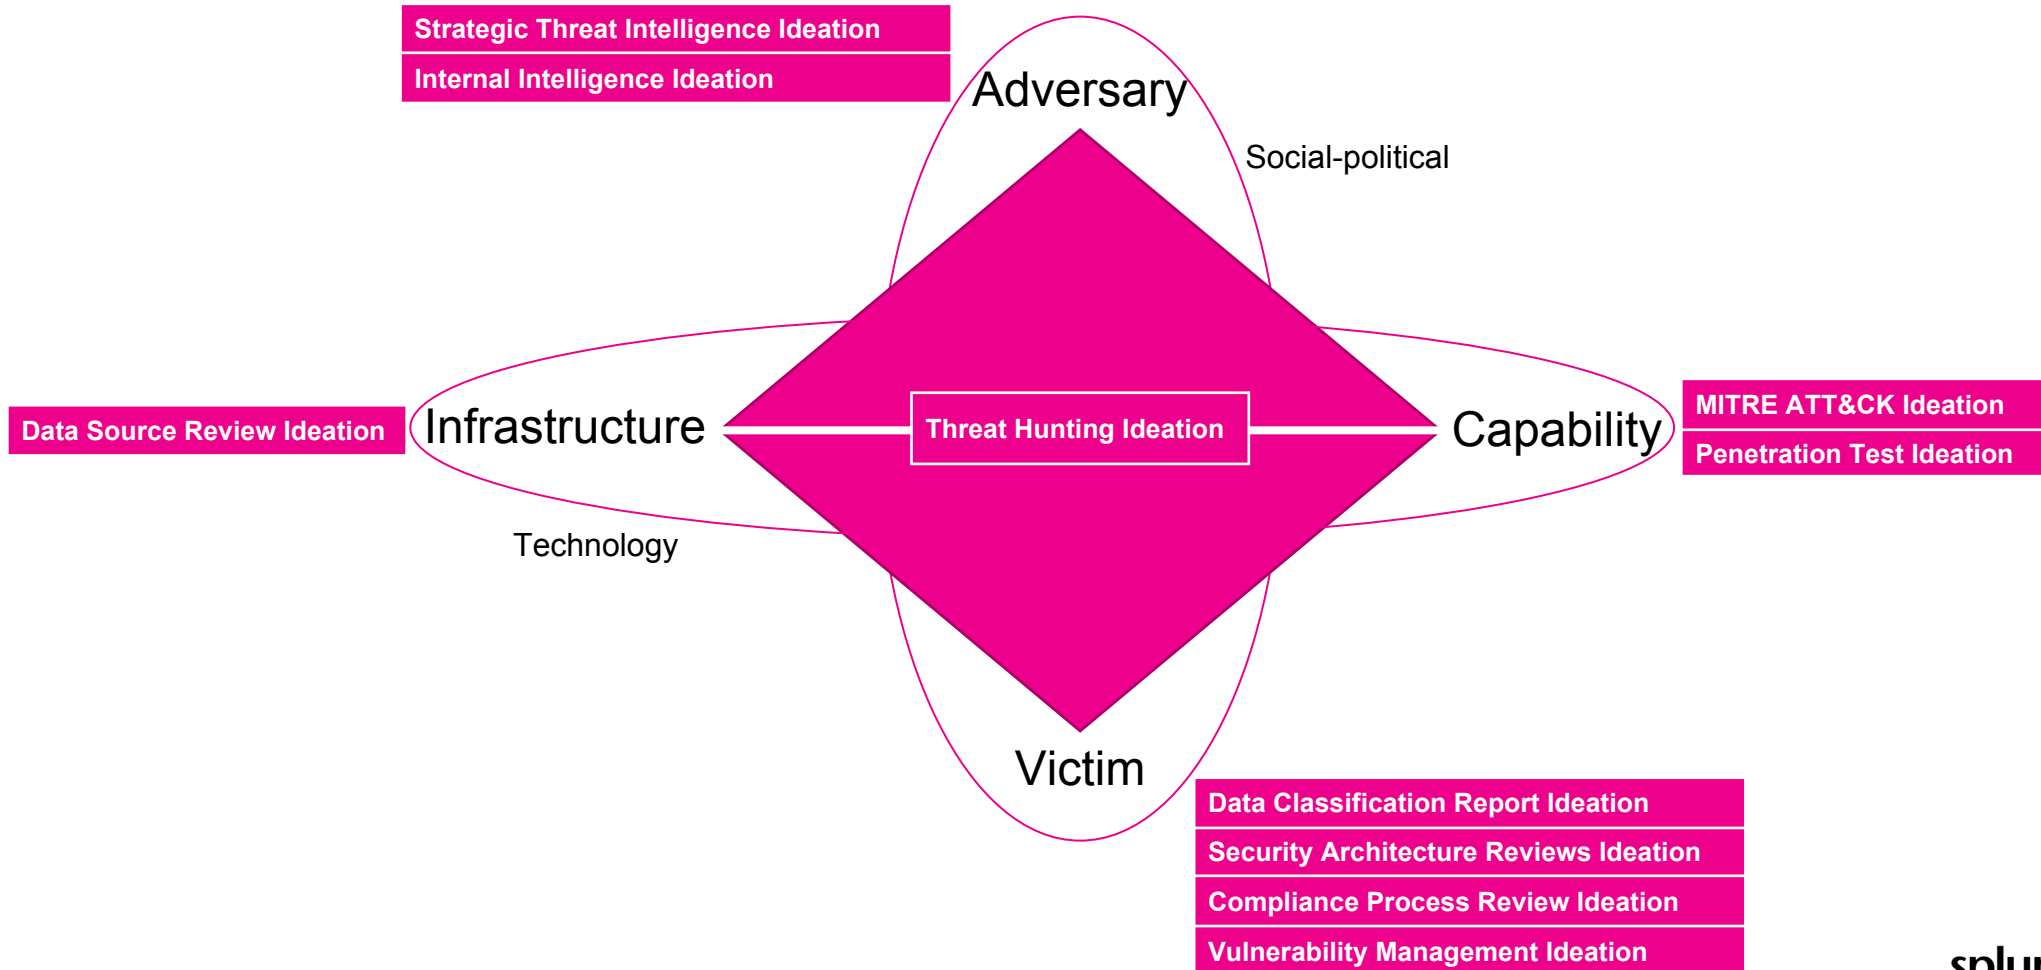 Strategic Threat Intelligence Ideation
Internal Intelligence Ideation
Adversary
Social-political
Data Source Review Ideation
Infrastructure
Threat Hunting Ideation
Capability
MITRE ATT&CK Ideation
Penetration Test Ideation
Technology
Victim
Data Classification Report Ideation
Security Architecture Reviews Ideation
Compliance Process Review Ideation
Vulnerability Management Ideation